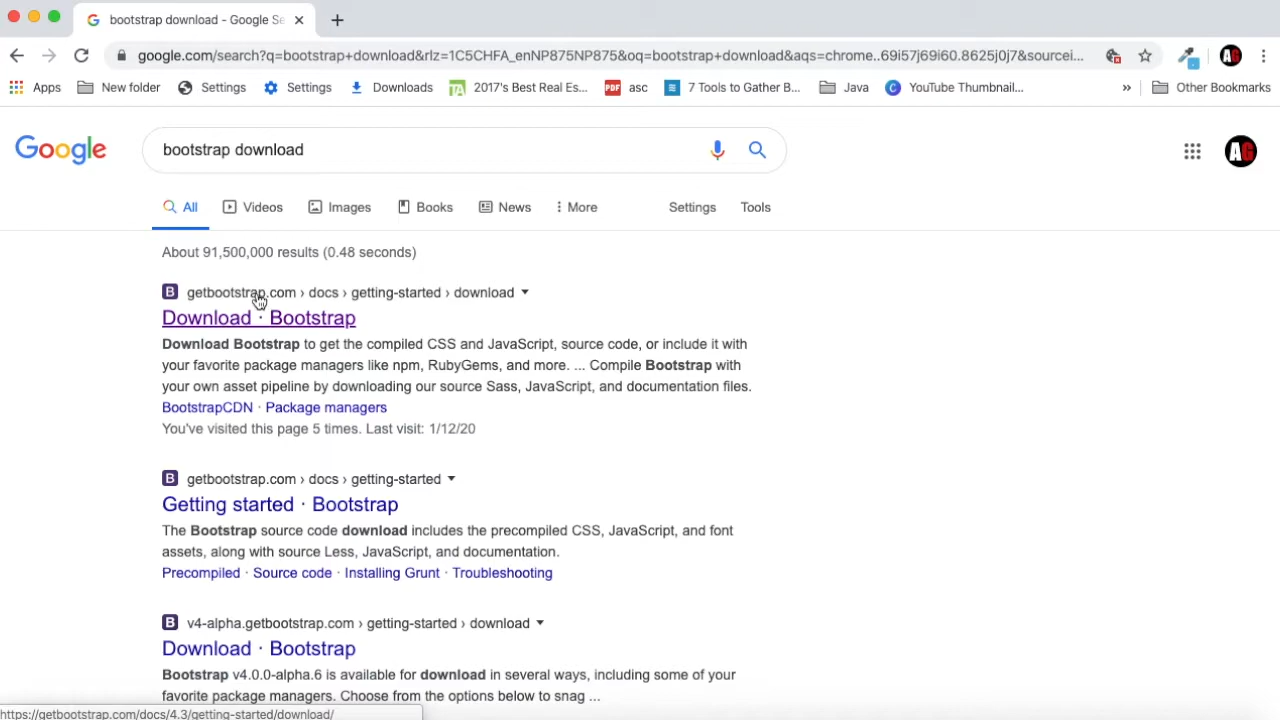 bootstrap download - Google Se
google.com/search?q=bootstrap+download&rlz=1C5CHFA_enNP875NP875&oq=bootstrap+download&aqs=chrome..69i57j69i60.8625j0j7&sourcei...
Apps New folder Settings Settings Downloads 2017's Best Real Es... asc 7 Tools to Gather B... Java YouTube Thumbnail... » Other Bookmarks
Google bootstrap download AG
All Videos Images Books News More Settings Tools
About 91,500,000 results (0.48 seconds)
getbootstrap.com › docs › getting-started › download
Download · Bootstrap
Download Bootstrap to get the compiled CSS and JavaScript, source code, or include it with
your favorite package managers like npm, RubyGems, and more. ... Compile Bootstrap with
your own asset pipeline by downloading our source Sass, JavaScript, and documentation files.
BootstrapCDN · Package managers
You've visited this page 5 times. Last visit: 1/12/20
getbootstrap.com › docs › getting-started
Getting started · Bootstrap
The Bootstrap source code download includes the precompiled CSS, JavaScript, and font
assets, along with source Less, JavaScript, and documentation.
Precompiled · Source code · Installing Grunt · Troubleshooting
v4-alpha.getbootstrap.com › getting-started › download
Download · Bootstrap
Bootstrap v4.0.0-alpha.6 is available for download in several ways, including some of your
favorite package managers. Choose from the options below to snag ...
https://getbootstrap.com/docs/4.3/getting-started/download/